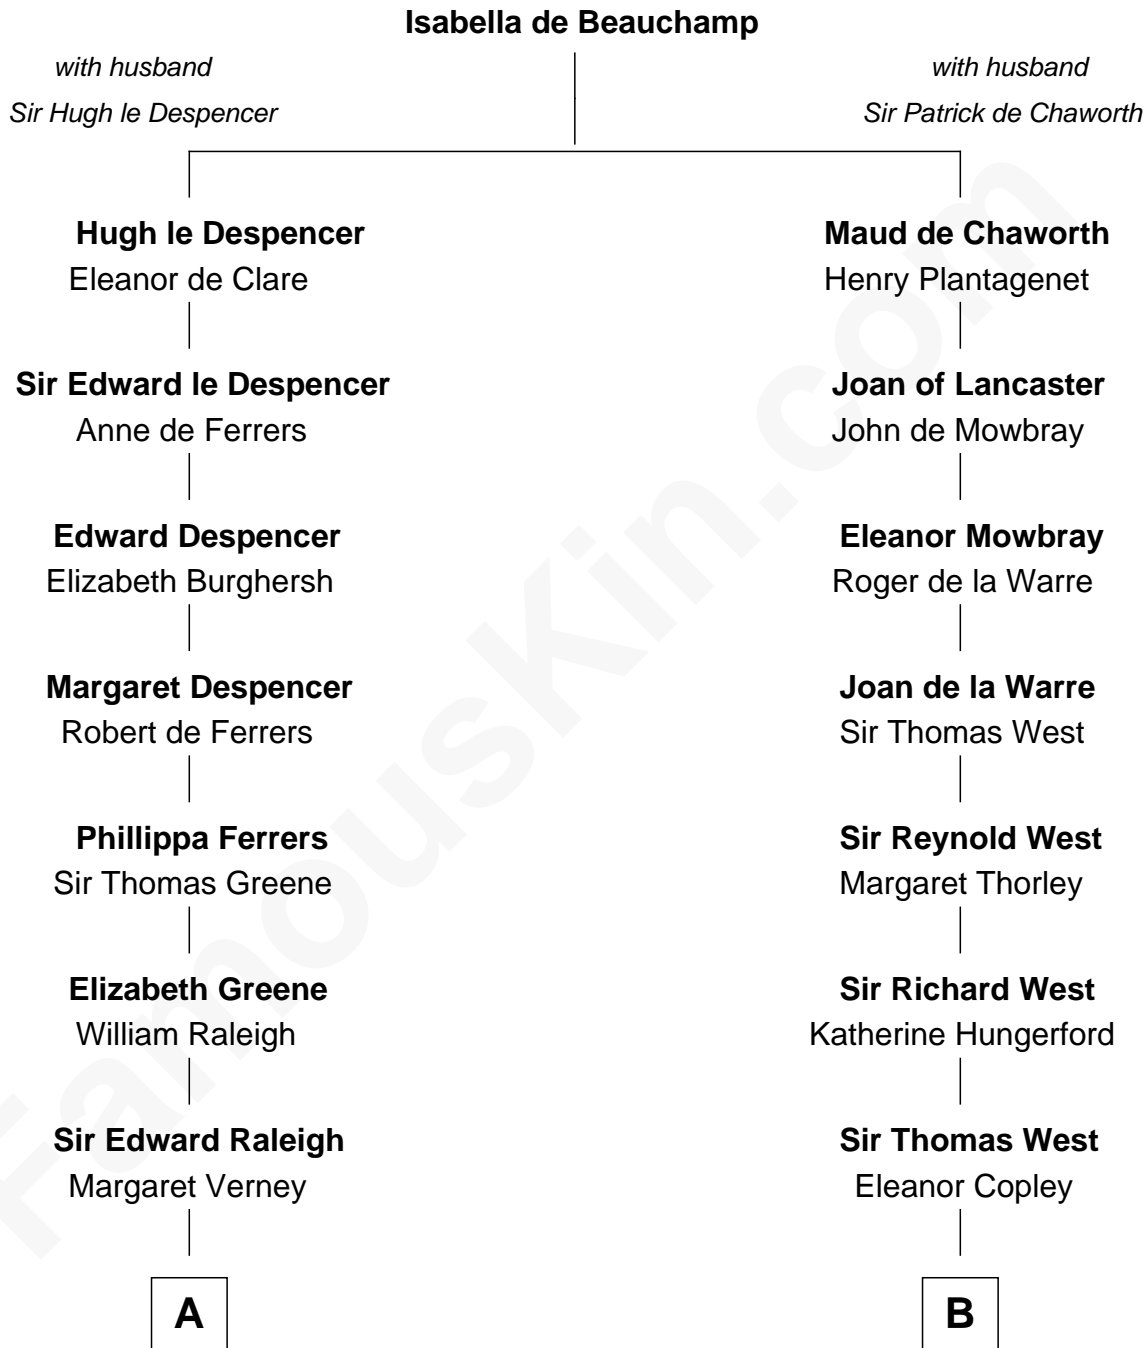 Isabella de Beauchamp
with husband
Sir Hugh le Despencer
with husband
Sir Patrick de Chaworth
Hugh le Despencer
Eleanor de Clare
Maud de Chaworth
Henry Plantagenet
Sir Edward le Despencer
Anne de Ferrers
Joan of Lancaster
John de Mowbray
Edward Despencer
Elizabeth Burghersh
Eleanor Mowbray
Roger de la Warre
Margaret Despencer
Robert de Ferrers
Joan de la Warre
Sir Thomas West
Phillippa Ferrers
Sir Thomas Greene
Sir Reynold West
Margaret Thorley
Elizabeth Greene
William Raleigh
Sir Richard West
Katherine Hungerford
Sir Edward Raleigh
Margaret Verney
Sir Thomas West
Eleanor Copley
A
B
FamousKin.com